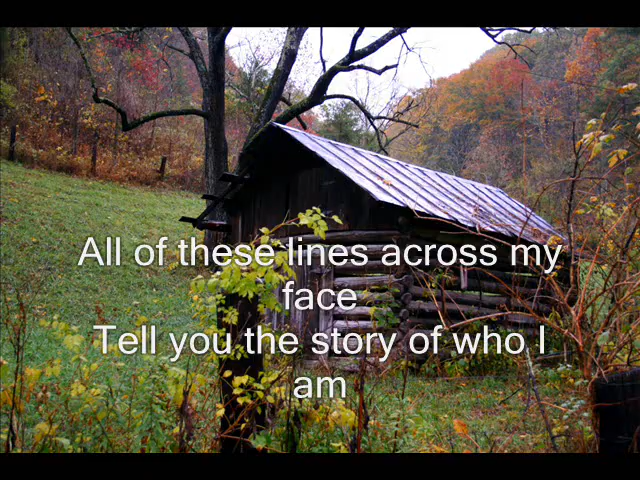 All of these lines across my
face
Tell you the story of who I
am